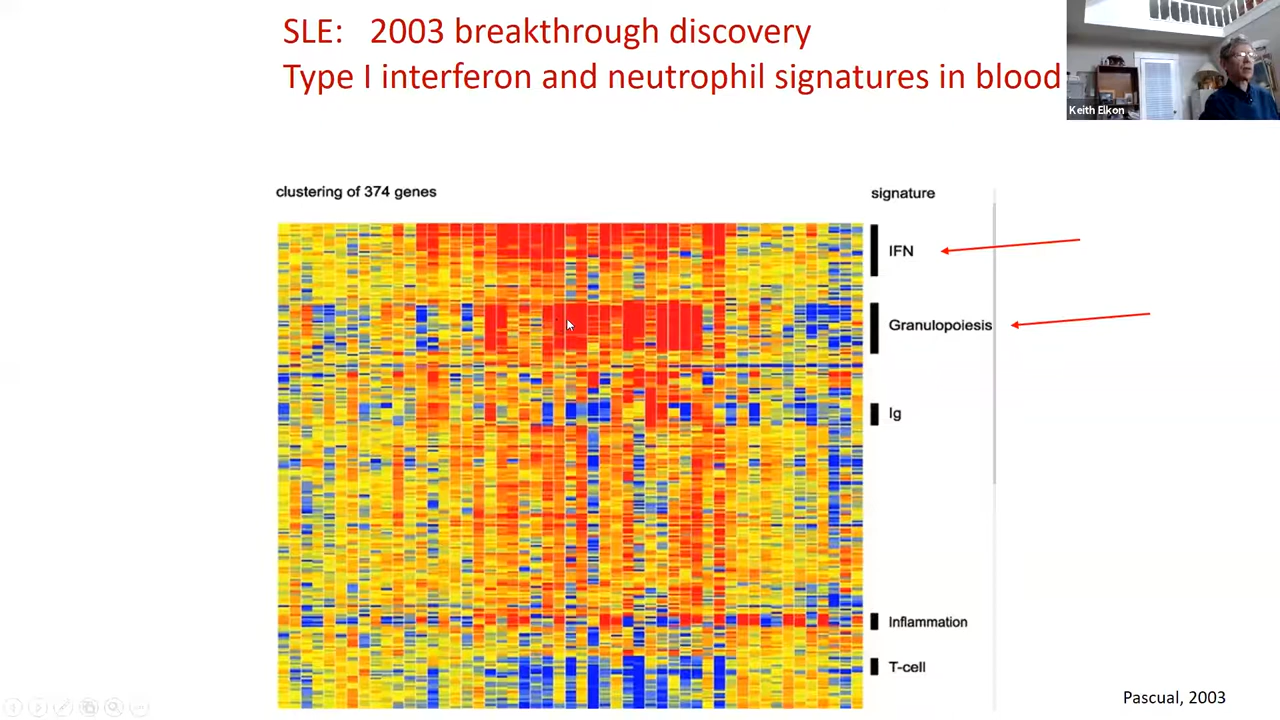 SLE:   2003 breakthrough discovery
Type I interferon and neutrophil signatures in blood
Keith Elkon
clustering of 374 genes
signature
IFN
Granulopoiesis
Ig
Inflammation
T-cell
Pascual, 2003